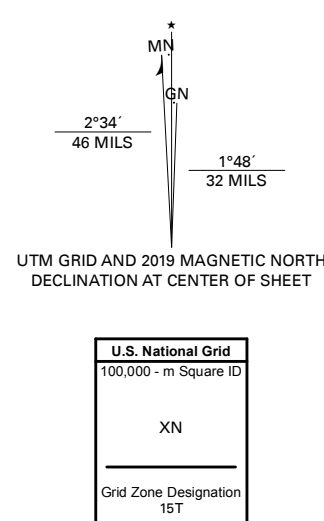 MN
GN
2°34´
46 MILS
1°48´
32 MILS
UTM GRID AND 2019 MAGNETIC NORTH
DECLINATION AT CENTER OF SHEET
U.S. National Grid
100,000 - m Square ID
XN
Grid Zone Designation
15T